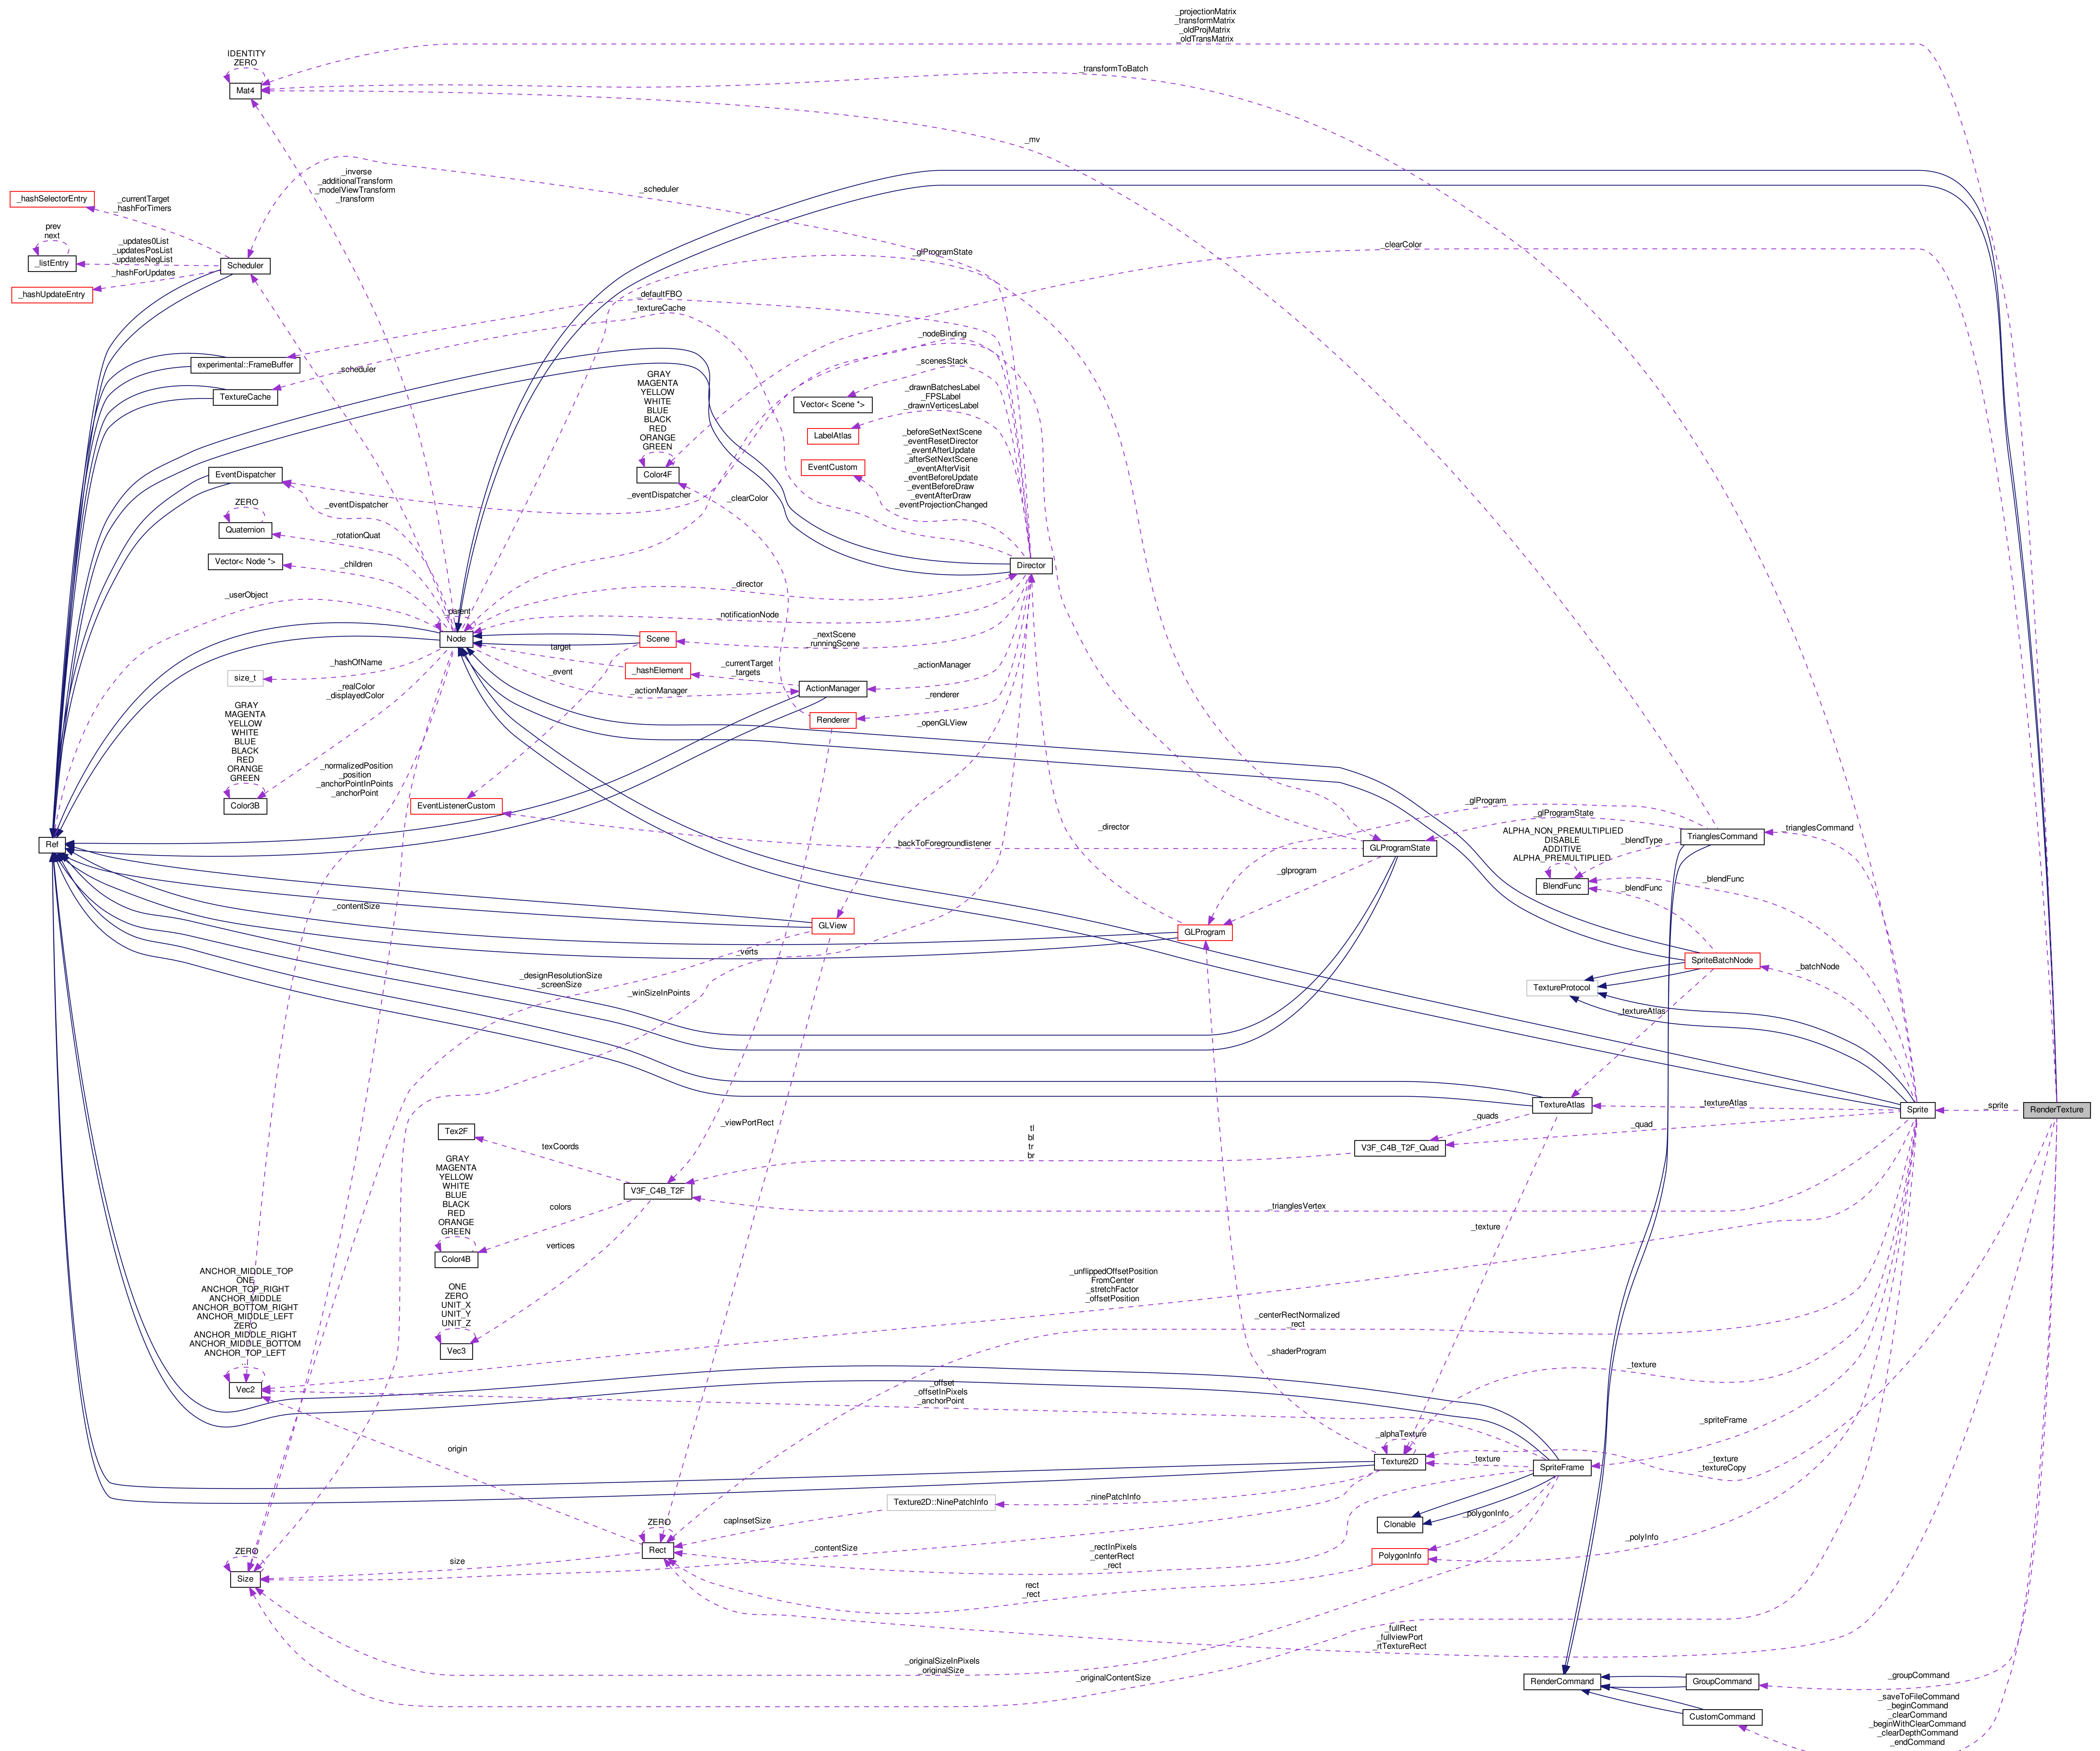 _projectionMatrix
_transformMatrix
_oldProjMatrix
_oldTransMatrix
IDENTITY
ZERO
Mat4
_transformToBatch
_mv
_inverse
_additionalTransform
_modelViewTransform
_transform
_scheduler
_hashSelectorEntry
_currentTarget
_hashForTimers
prev
next
_listEntry
_updates0List
_updatesPosList
_updatesNegList
_hashForUpdates
_hashUpdateEntry
Scheduler
_glProgramState
_clearColor
_defaultFBO
_textureCache
experimental::FrameBuffer
TextureCache
_scheduler
GRAY
MAGENTA
YELLOW
WHITE
BLUE
BLACK
RED
ORANGE
GREEN
Color4F
_nodeBinding
_scenesStack
Vector< Scene *>
_drawnBatchesLabel
_FPSLabel
_drawnVerticesLabel
LabelAtlas
_beforeSetNextScene
_eventResetDirector
_eventAfterUpdate
_afterSetNextScene
_eventAfterVisit
_eventBeforeUpdate
_eventBeforeDraw
_eventAfterDraw
_eventProjectionChanged
EventCustom
EventDispatcher
ZERO
Quaternion
Vector< Node *>
_eventDispatcher
_rotationQuat
_children
_eventDispatcher
_clearColor
Director
_userObject
_parent
Node
_director
_notificationNode
Scene
_nextScene
_runningScene
size_t
_hashOfName
_realColor
_displayedColor
target
_event
_hashElement
_currentTarget
_targets
_actionManager
ActionManager
_actionManager
_renderer
Renderer
_openGLView
GRAY
MAGENTA
YELLOW
WHITE
BLUE
BLACK
RED
ORANGE
GREEN
Color3B
_normalizedPosition
_position
_anchorPointInPoints
_anchorPoint
EventListenerCustom
Ref
_backToForegroundlistener
_director
GLProgramState
_glProgram
_glProgramState
TrianglesCommand
_trianglesCommand
ALPHA_NON_PREMULTIPLIED
DISABLE
ADDITIVE
ALPHA_PREMULTIPLIED
BlendFunc
_blendType
_blendFunc
_blendFunc
_glprogram
_contentSize
GLView
GLProgram
_verts
_designResolutionSize
_screenSize
_winSizeInPoints
SpriteBatchNode
_batchNode
TextureProtocol
_textureAtlas
TextureAtlas
_textureAtlas
Sprite
_sprite
RenderTexture
_viewPortRect
_quads
_quad
V3F_C4B_T2F_Quad
tl
bl
tr
br
Tex2F
texCoords
V3F_C4B_T2F
GRAY
MAGENTA
YELLOW
WHITE
BLUE
BLACK
RED
ORANGE
GREEN
Color4B
colors
vertices
_trianglesVertex
_texture
ONE
ZERO
UNIT_X
UNIT_Y
UNIT_Z
Vec3
ANCHOR_MIDDLE_TOP
ONE
ANCHOR_TOP_RIGHT
ANCHOR_MIDDLE
ANCHOR_BOTTOM_RIGHT
ANCHOR_MIDDLE_LEFT
ZERO
ANCHOR_MIDDLE_RIGHT
ANCHOR_MIDDLE_BOTTOM
ANCHOR_TOP_LEFT
...
Vec2
_unflippedOffsetPosition
FromCenter
_stretchFactor
_offsetPosition
_centerRectNormalized
_rect
_shaderProgram
_texture
_offset
_offsetInPixels
_anchorPoint
_spriteFrame
_alphaTexture
Texture2D
_texture
SpriteFrame
_texture
_textureCopy
origin
Texture2D::NinePatchInfo
_ninePatchInfo
capInsetSize
ZERO
Rect
Clonable
_polygonInfo
PolygonInfo
_polyInfo
ZERO
Size
size
_contentSize
_rectInPixels
_centerRect
_rect
rect
_rect
_fullRect
_fullviewPort
_rtTextureRect
_originalSizeInPixels
_originalSize
_originalContentSize
RenderCommand
GroupCommand
_groupCommand
CustomCommand
_saveToFileCommand
_beginCommand
_clearCommand
_beginWithClearCommand
_clearDepthCommand
_endCommand